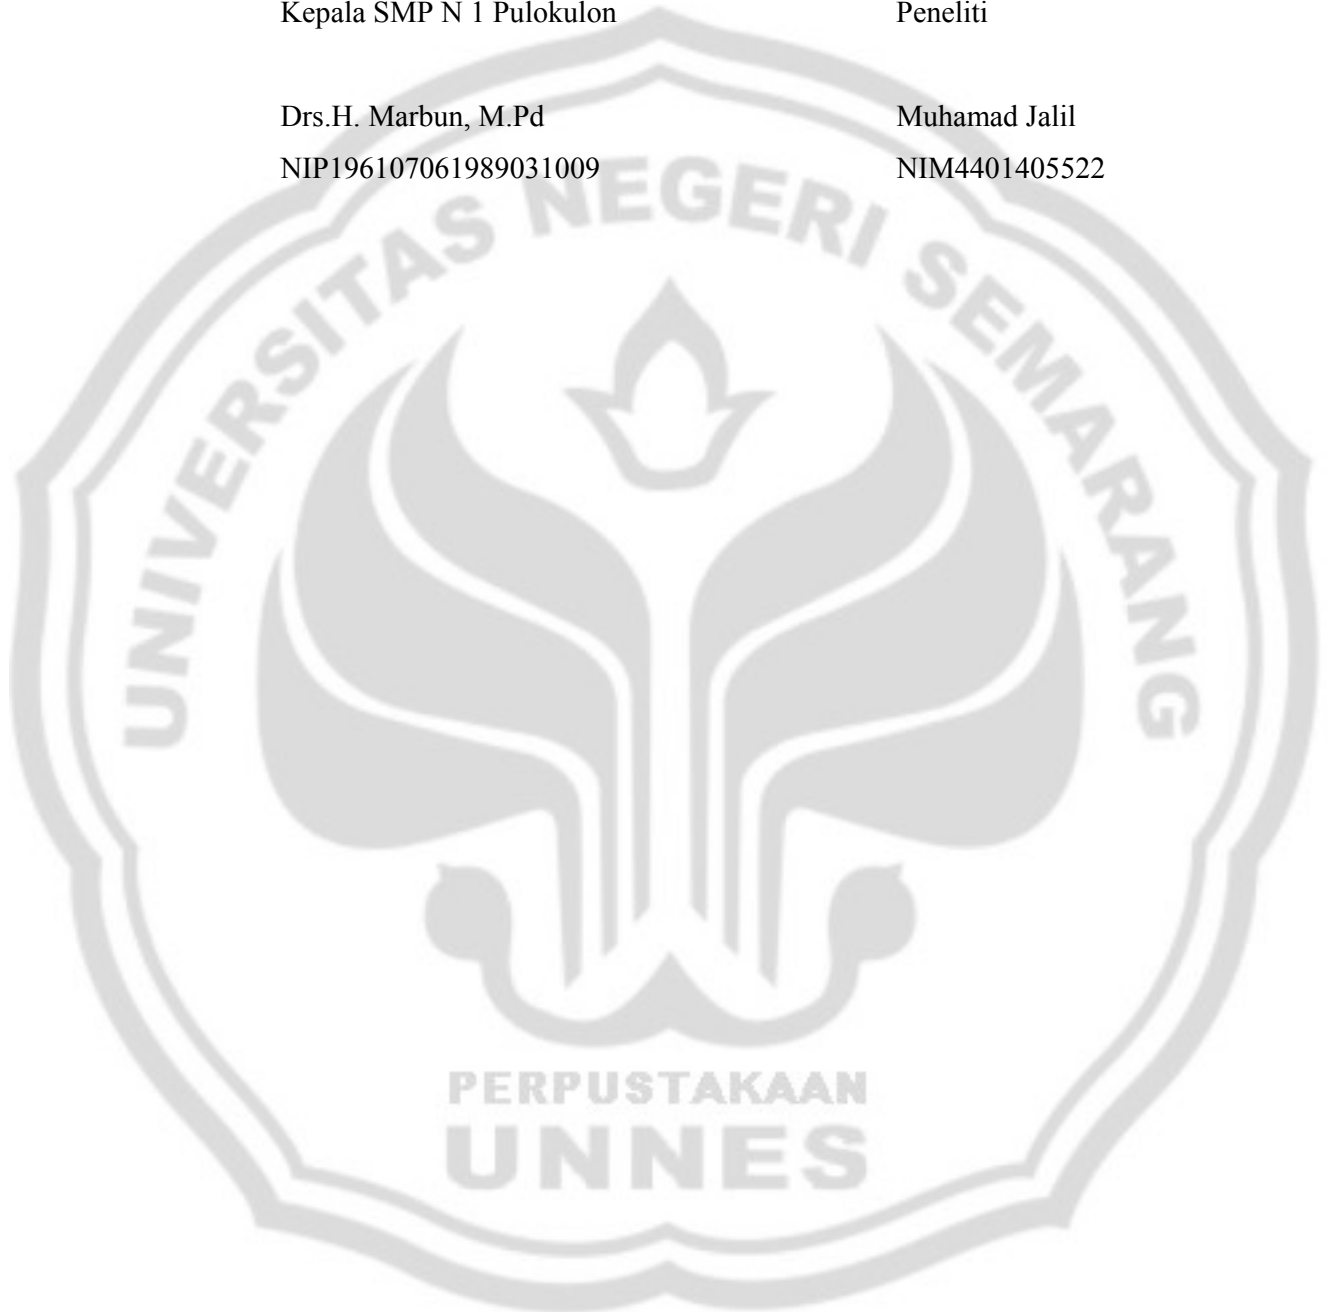 Kepala SMP N 1 Pulokulon Peneliti
Drs.H. Marbun, M.Pd Muhamad Jalil
NIP196107061989031009 NIM4401405522
UNIVERSITAS NEGERI SEMARANG
PERPUSTAKAAN
UNNES